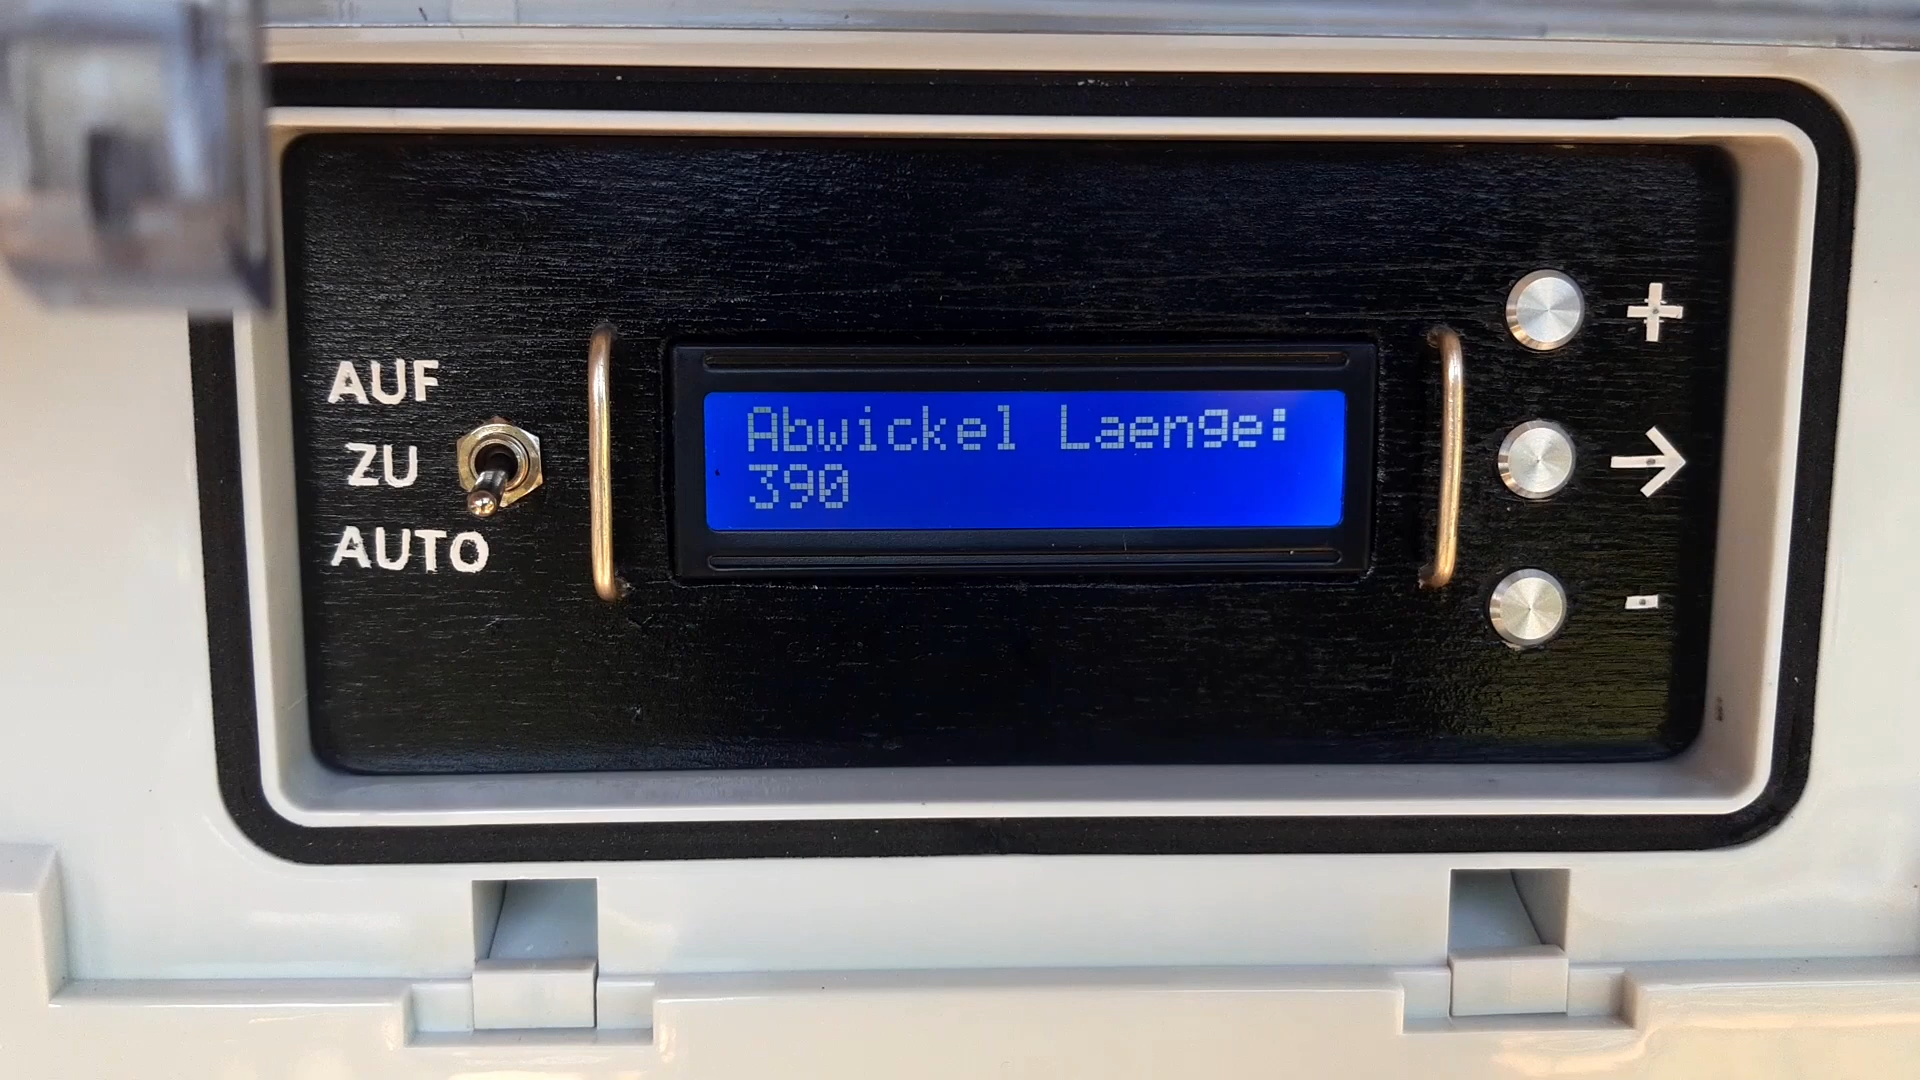 AUF
ZU
AUTO
Abwickel Laenge:
390
+
→
-